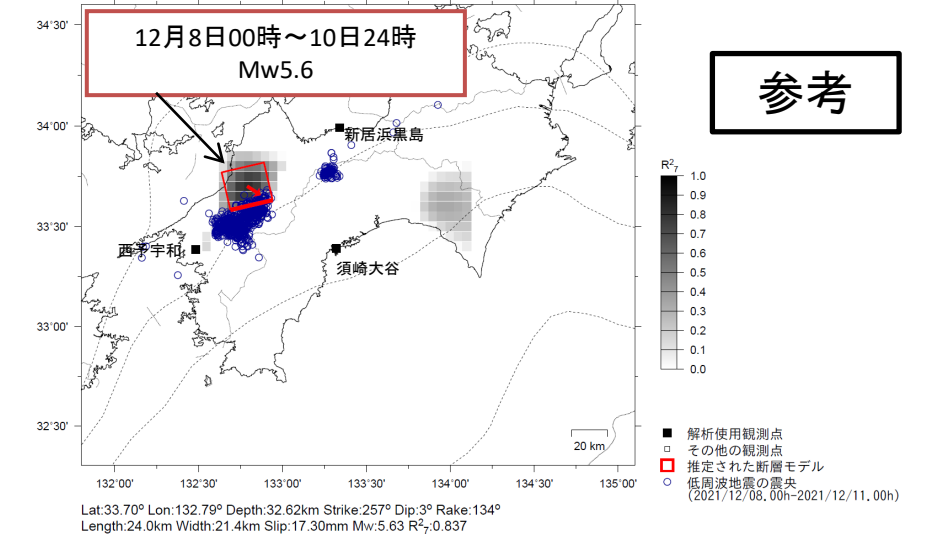 12月8日00時～10日24時
Mw5.6
参考
34°30'
34°00'
33°30'
33°00'
32°30'
132°00'
132°30'
133°00'
133°30'
134°00'
134°30'
135°00'
新居浜黒島
西予宇和
須崎大谷
20 km
R²₇
1.0
0.9
0.8
0.7
0.6
0.5
0.4
0.3
0.2
0.1
0.0
解析使用観測点
その他の観測点
推定された断層モデル
低周波地震の震央
(2021/12/08.00h-2021/12/11.00h)
Lat:33.70° Lon:132.79° Depth:32.62km Strike:257° Dip:3° Rake:134°
Length:24.0km Width:21.4km Slip:17.30mm Mw:5.63 R²₇:0.837